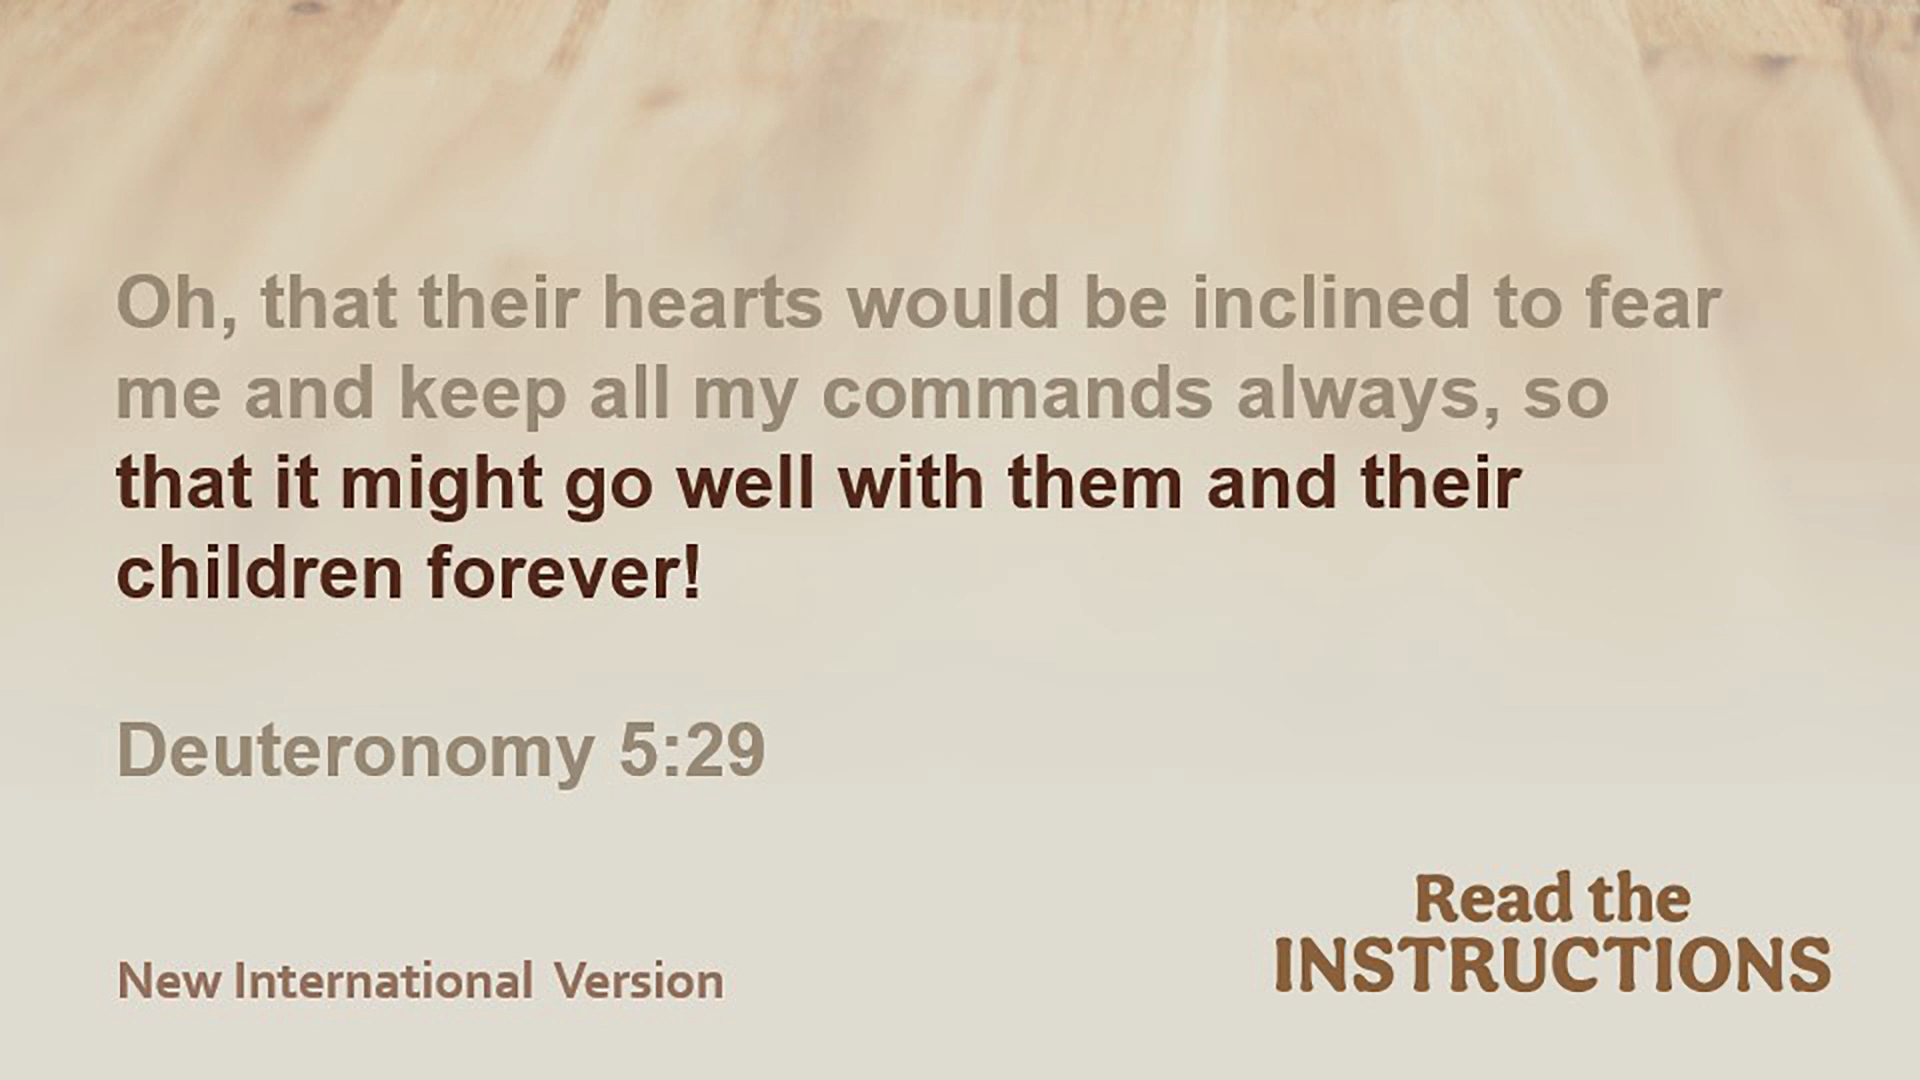 Oh, that their hearts would be inclined to fear
me and keep all my commands always, so
that it might go well with them and their
children forever!
Deuteronomy 5:29
New International Version
Read the
INSTRUCTIONS